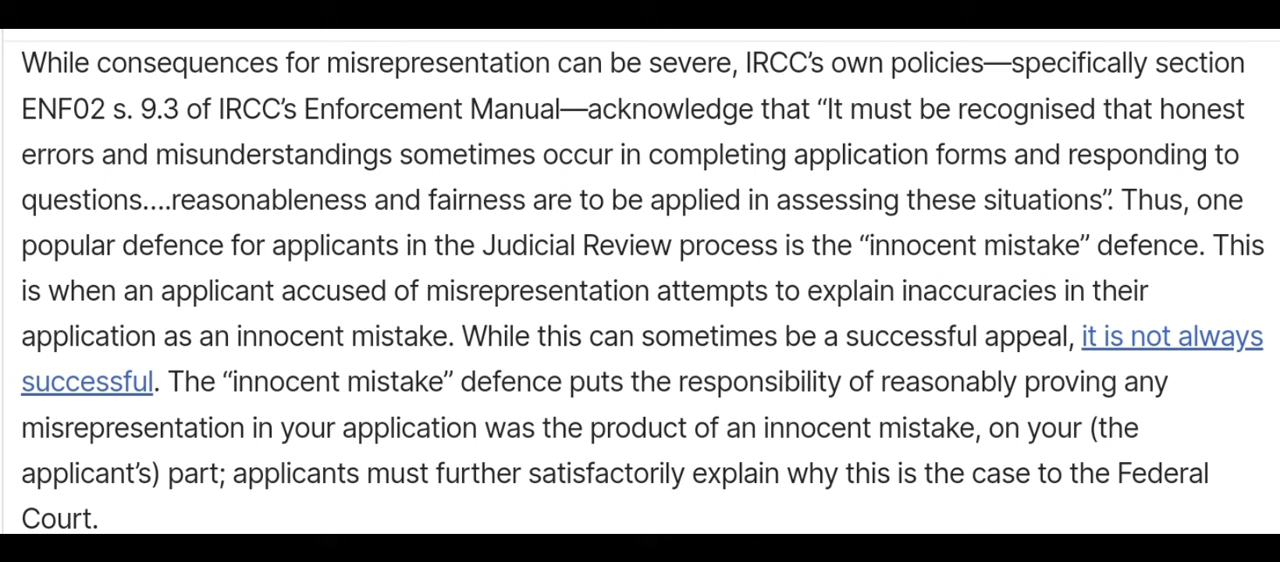 While consequences for misrepresentation can be severe, IRCC’s own policies—specifically section
ENF02 s. 9.3 of IRCC’s Enforcement Manual—acknowledge that “It must be recognised that honest
errors and misunderstandings sometimes occur in completing application forms and responding to
questions....reasonableness and fairness are to be applied in assessing these situations”. Thus, one
popular defence for applicants in the Judicial Review process is the “innocent mistake” defence. This
is when an applicant accused of misrepresentation attempts to explain inaccuracies in their
application as an innocent mistake. While this can sometimes be a successful appeal, it is not always
successful. The “innocent mistake” defence puts the responsibility of reasonably proving any
misrepresentation in your application was the product of an innocent mistake, on your (the
applicant’s) part; applicants must further satisfactorily explain why this is the case to the Federal
Court.